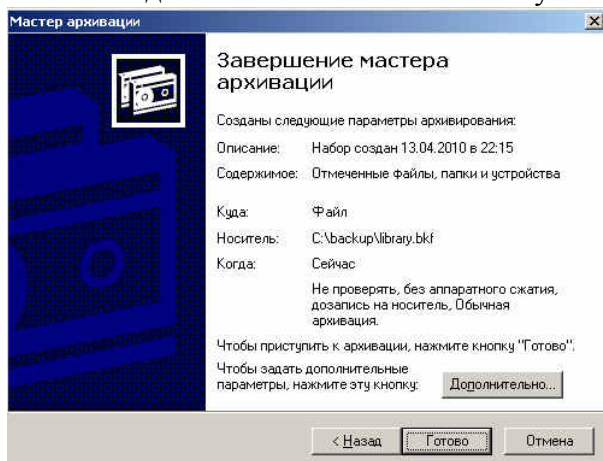 Мастер архивации
Завершение мастера
архивации
Созданы следующие параметры архивирования:
Описание: Набор создан 13.04.2010 в 22:15
Содержимое: Отмеченные файлы, папки и устройства
Куда: Файл
Носитель: C:\backup\library.bkf
Когда: Сейчас
Не проверять, без аппаратного сжатия,
дозапись на носитель, Обычная
архивация.
Чтобы приступить к архивации, нажмите кнопку "Готово".
Чтобы задать дополнительные
параметры, нажмите эту кнопку: Дополнительно...
< Назад Готово Отмена